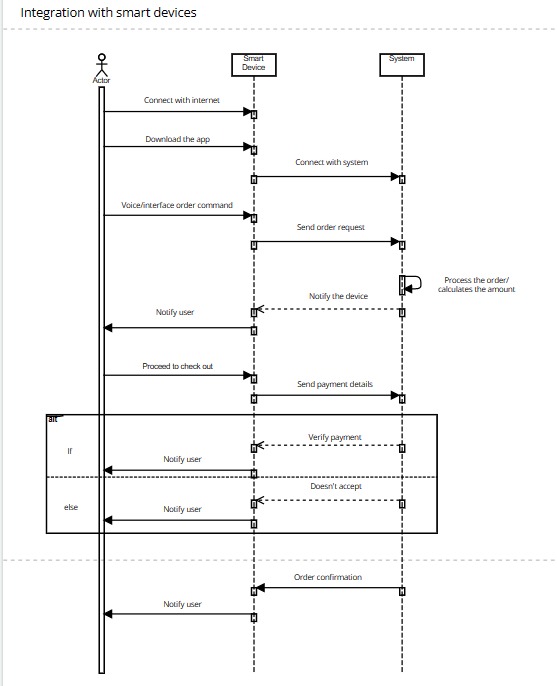 Integration with smart devices
Actor
Smart
Device
System
Connect with internet
Download the app
Connect with system
Voice/interface order command
Send order request
Process the order/
calculates the amount
Notify the device
Notify user
Proceed to check out
Send payment details
alt
If
Verify payment
Notify user
Doesn't accept
else
Notify user
Order confirmation
Notify user